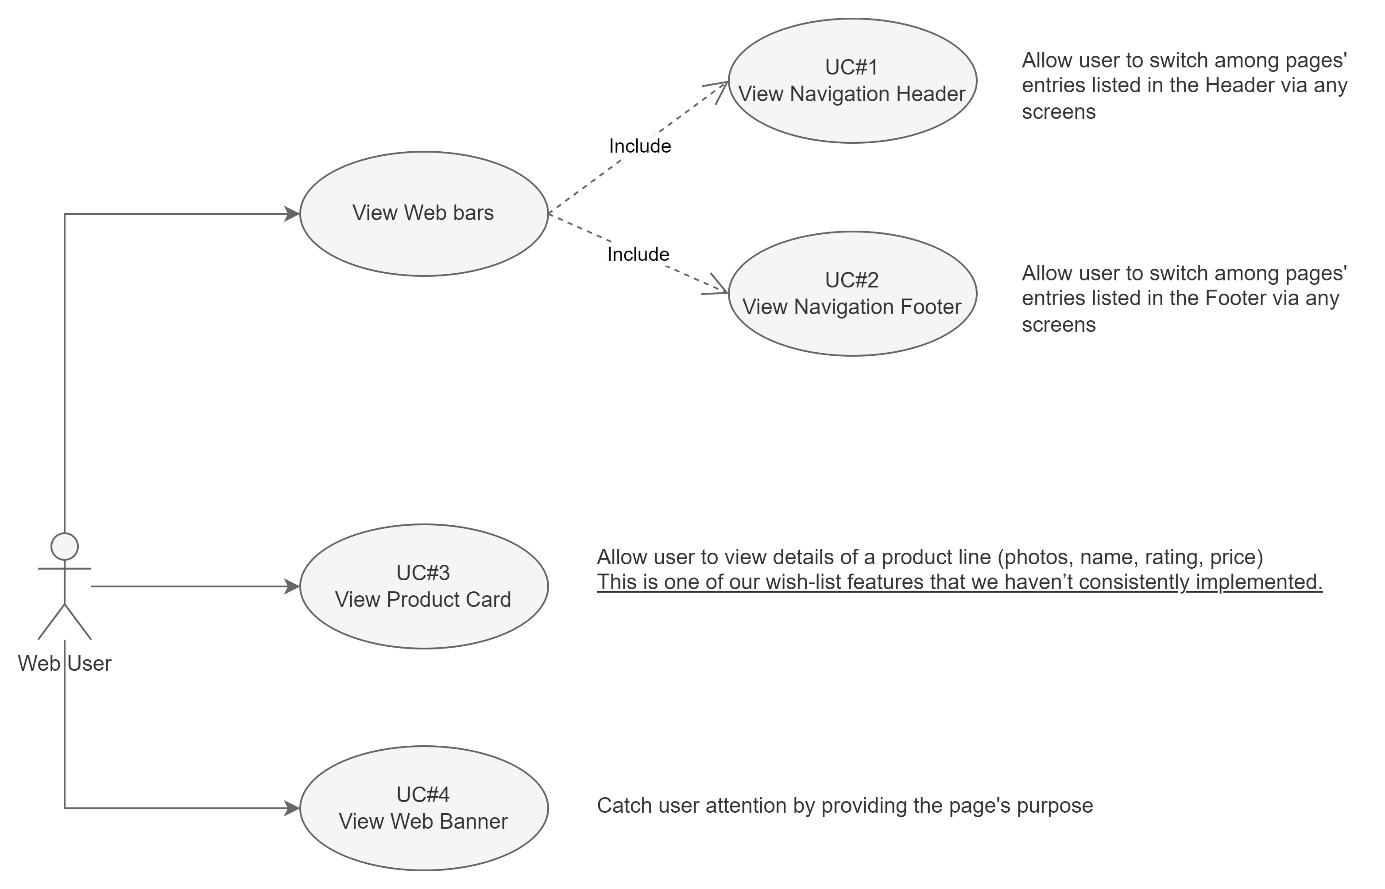 UC#1
View Navigation Header
Allow user to switch among pages'
entries listed in the Header via any
screens
Include
View Web bars
Include
UC#2
View Navigation Footer
Allow user to switch among pages'
entries listed in the Footer via any
screens
UC#3
View Product Card
Allow user to view details of a product line (photos, name, rating, price)
This is one of our wish-list features that we haven’t consistently implemented.
Web User
UC#4
View Web Banner
Catch user attention by providing the page's purpose